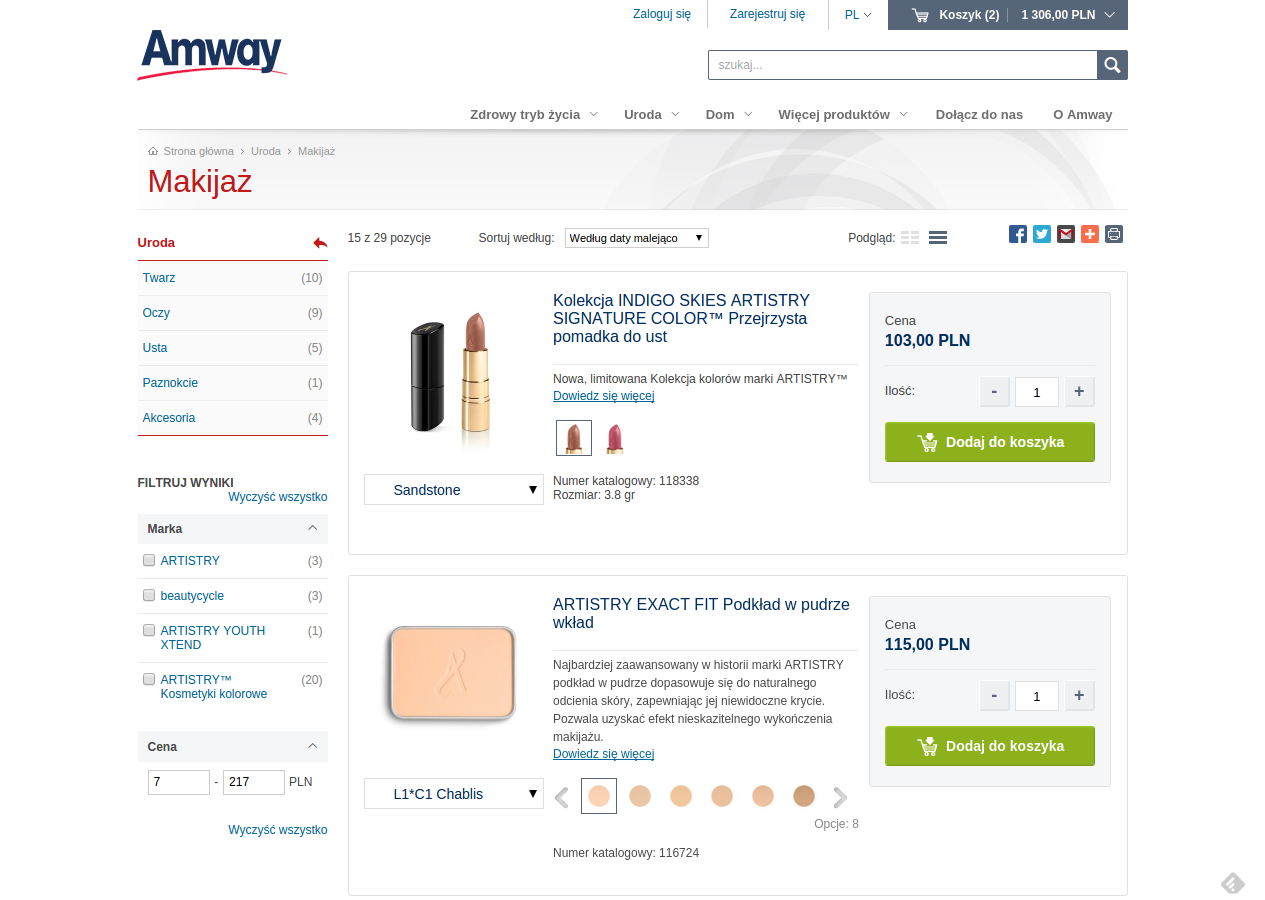 Zaloguj się
Zarejestruj się
PL
Koszyk (2)
1 306,00 PLN
Amway
szukaj...
Zdrowy tryb życia
Uroda
Dom
Więcej produktów
Dołącz do nas
O Amway
Strona główna
Uroda
Makijaż
Makijaż
Uroda
Twarz (10)
Oczy (9)
Usta (5)
Paznokcie (1)
Akcesoria (4)
FILTRUJ WYNIKI
Wyczyść wszystko
Marka
ARTISTRY (3)
beautycycle (3)
ARTISTRY YOUTH (1)
XTEND
ARTISTRY™ (20)
Kosmetyki kolorowe
Cena
7 - 217 PLN
Wyczyść wszystko
15 z 29 pozycje
Sortuj według:
Według daty malejąco
Podgląd:
Kolekcja INDIGO SKIES ARTISTRY
SIGNATURE COLOR™ Przejrzysta
pomadka do ust
Nowa, limitowana Kolekcja kolorów marki ARTISTRY™
Dowiedz się więcej
Sandstone
Numer katalogowy: 118338
Rozmiar: 3.8 gr
Cena
103,00 PLN
Ilość:
- 1 +
Dodaj do koszyka
ARTISTRY EXACT FIT Podkład w pudrze
wkład
Najbardziej zaawansowany w historii marki ARTISTRY
podkład w pudrze dopasowuje się do naturalnego
odcienia skóry, zapewniając jej niewidoczne krycie.
Pozwala uzyskać efekt nieskazitelnego wykończenia
makijażu.
Dowiedz się więcej
L1*C1 Chablis
Opcje: 8
Numer katalogowy: 116724
Cena
115,00 PLN
Ilość:
- 1 +
Dodaj do koszyka